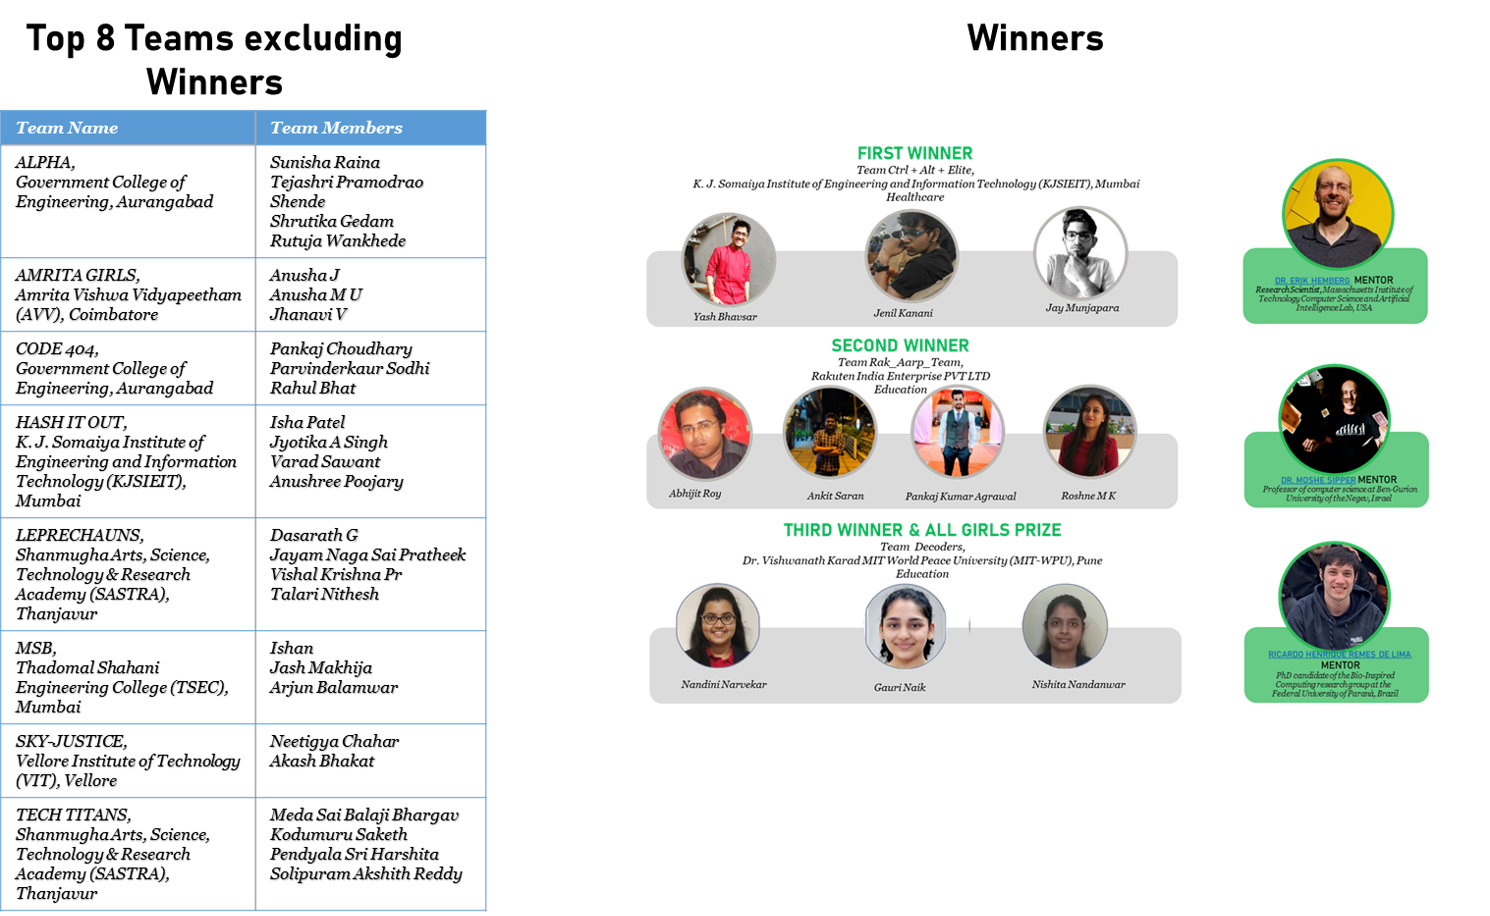 Top 8 Teams excluding
Winners
Team Name
Team Members
ALPHA,
Government College of
Engineering, Aurangabad
Sunisha Raina
Tejashri Pramodrao
Shende
Shrutika Gedam
Rutuja Wankhede
AMRITA GIRLS,
Amrita Vishwa Vidyapeetham
(AVV), Coimbatore
Anusha J
Anusha M U
Jhanavi V
CODE 404,
Government College of
Engineering, Aurangabad
Pankaj Choudhary
Parvinderkaur Sodhi
Rahul Bhat
HASH IT OUT,
K. J. Somaiya Institute of
Engineering and Information
Technology (KJSIEIT),
Mumbai
Isha Patel
Jyotika A Singh
Varad Sawant
Anushree Poojary
LEPRECHAUNS,
Shanmugha Arts, Science,
Technology & Research
Academy (SASTRA),
Thanjavur
Dasarath G
Jayam Naga Sai Pratheek
Vishal Krishna Pr
Talari Nithesh
MSB,
Thadomal Shahani
Engineering College (TSEC),
Mumbai
Ishan
Jash Makhija
Arjun Balamwar
SKY-JUSTICE,
Vellore Institute of Technology
(VIT), Vellore
Neetigya Chahar
Akash Bhakat
TECH TITANS,
Shanmugha Arts, Science,
Technology & Research
Academy (SASTRA),
Thanjavur
Meda Sai Balaji Bhargav
Kodumuru Saketh
Pendyala Sri Harshita
Solipuram Akshith Reddy
Winners
FIRST WINNER
Team Ctrl + Alt + Elite,
K. J. Somaiya Institute of Engineering and Information Technology (KJSIEIT), Mumbai
Healthcare
Yash Bhavsar
Jenil Kanani
Jay Munjapara
DR. ERIK HEMBERG MENTOR
Research Scientist, Massachusetts Institute of
Technology Computer Science and Artificial
Intelligence Lab, USA
SECOND WINNER
Team Rak_Aarp_Team,
Rakuten India Enterprise PVT LTD
Education
Abhijit Roy
Ankit Saran
Pankaj Kumar Agrawal
Roshne M K
DR. MOSHE SIPPER MENTOR
Professor of computer science at Ben-Gurion
University of the Negev, Israel
THIRD WINNER & ALL GIRLS PRIZE
Team Decoders,
Dr. Vishwanath Karad MIT World Peace University (MIT-WPU), Pune
Education
Nandini Narvekar
Gauri Naik
Nishita Nandanwar
RICARDO HENRIQUE REMES DE LIMA
MENTOR
PhD candidate of the Bio-Inspired
Computing research group at the
Federal University of Paraná, Brazil